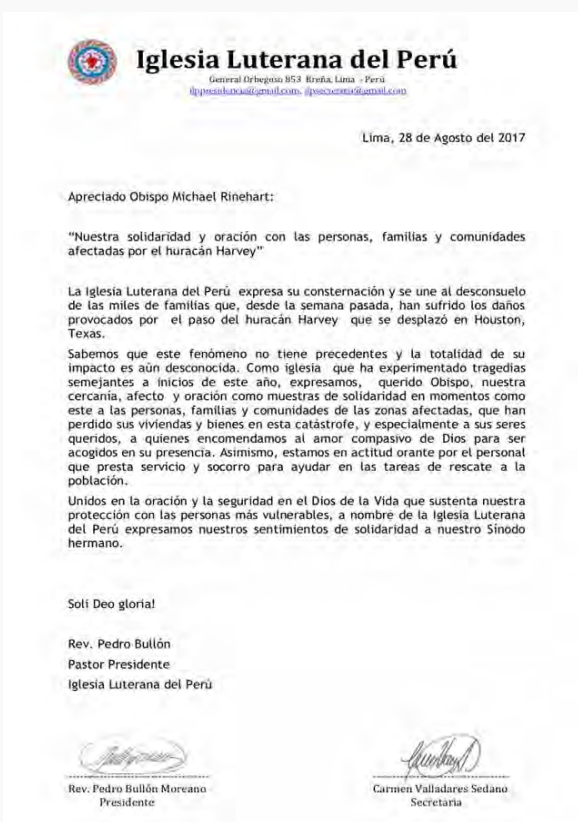 Iglesia Luterana del Perú
General Orbegoso 853 Breña, Lima - Perú
ilppresidencia@gmail.com, ilpsecretaria@gmail.com
Lima, 28 de Agosto del 2017
Apreciado Obispo Michael Rinehart:
“Nuestra solidaridad y oración con las personas, familias y comunidades
afectadas por el huracán Harvey”
La Iglesia Luterana del Perú expresa su consternación y se une al desconsuelo
de las miles de familias que, desde la semana pasada, han sufrido los daños
provocados por el paso del huracán Harvey que se desplazó en Houston,
Texas.
Sabemos que este fenómeno no tiene precedentes y la totalidad de su
impacto es aún desconocida. Como iglesia que ha experimentado tragedias
semejantes a inicios de este año, expresamos, querido Obispo, nuestra
cercanía, afecto y oración como muestras de solidaridad en momentos como
este a las personas, familias y comunidades de las zonas afectadas, que han
perdido sus viviendas y bienes en esta catástrofe, y especialmente a sus seres
queridos, a quienes encomendamos al amor compasivo de Dios para ser
acogidos en su presencia. Asimismo, estamos en actitud orante por el personal
que presta servicio y socorro para ayudar en las tareas de rescate a la
población.
Unidos en la oración y la seguridad en el Dios de la Vida que sustenta nuestra
protección con las personas más vulnerables, a nombre de la Iglesia Luterana
del Perú expresamos nuestros sentimientos de solidaridad a nuestro Sínodo
hermano.
Soli Deo gloria!
Rev. Pedro Bullón
Pastor Presidente
Iglesia Luterana del Perú
Rev. Pedro Bullón Moreano
Presidente
Carmen Valladares Sedano
Secretaria